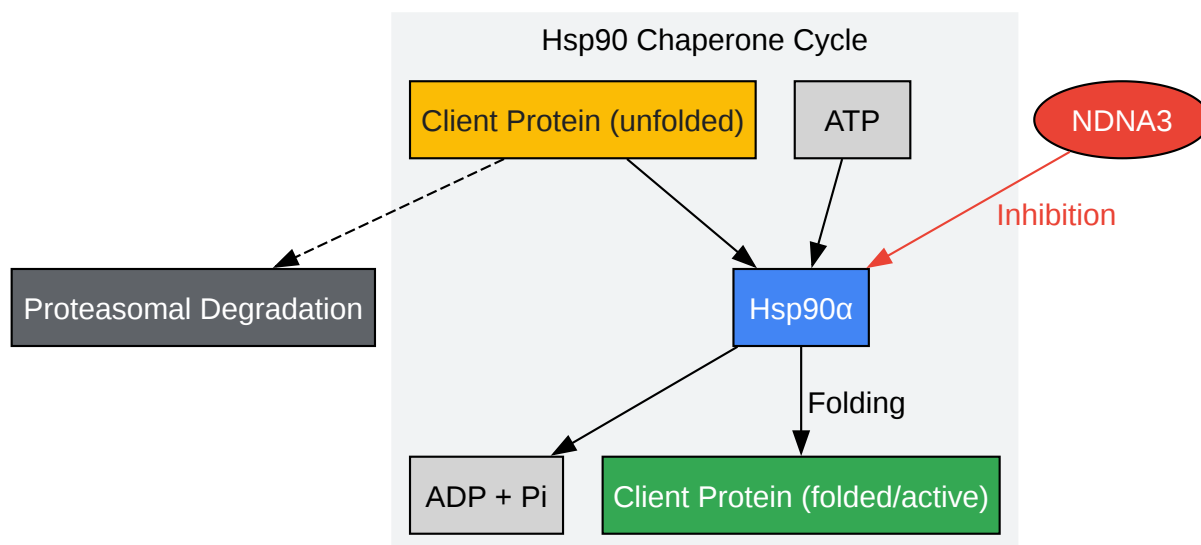 Hsp90 Chaperone Cycle
Client Protein (unfolded)
ATP
NDNA3
Inhibition
Proteasomal Degradation
Hsp90α
Folding
ADP + Pi
Client Protein (folded/active)